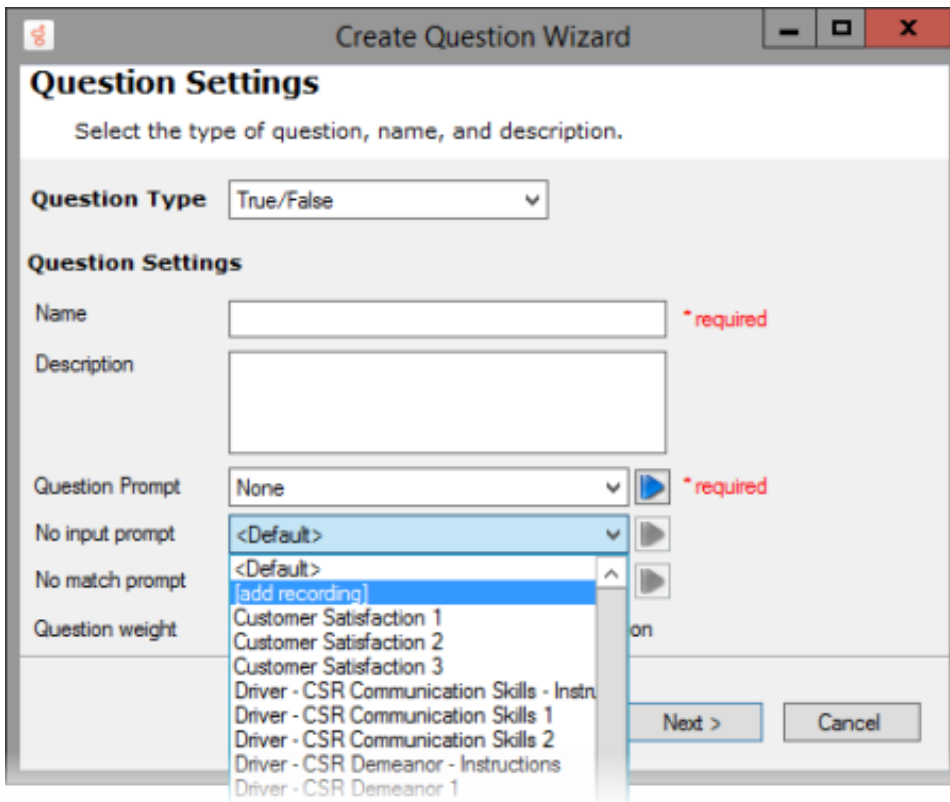 Create Question Wizard
Question Settings
Select the type of question, name, and description.
Question Type True/False
Question Settings
Name * required
Description
Question Prompt None * required
No input prompt <Default>
<Default>
No match prompt [add recording]
Customer Satisfaction 1
Question weight Customer Satisfaction 2 on
Customer Satisfaction 3
Driver - CSR Communication Skills - Instru
Driver - CSR Communication Skills 1 Next > Cancel
Driver - CSR Communication Skills 2
Driver - CSR Demeanor - Instructions
Driver - CSR Demeanor 1